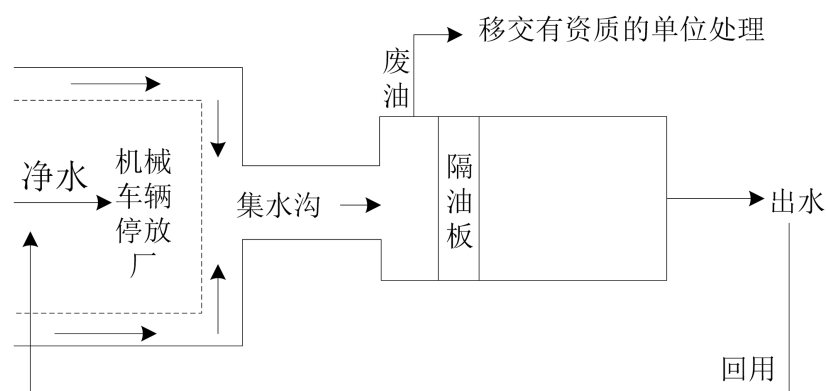 移交有资质的单位处理
废
油
净水
机械
车辆
停放
厂
集水沟
隔
油
板
出水
回用